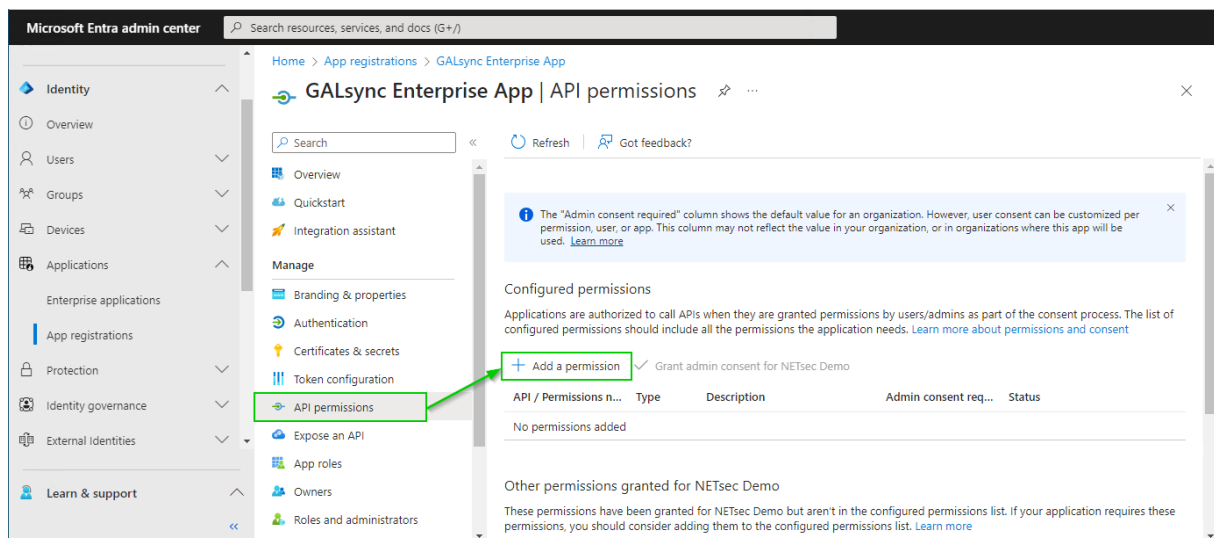 Microsoft Entra admin center
Search resources, services, and docs (G+/)
Identity
Overview
Users
Groups
Devices
Applications
Enterprise applications
App registrations
Protection
Identity governance
External Identities
Learn & support
Home > App registrations > GALsync Enterprise App
GALsync Enterprise App | API permissions
Search
Overview
Quickstart
Integration assistant
Manage
Branding & properties
Authentication
Certificates & secrets
Token configuration
API permissions
Expose an API
App roles
Owners
Roles and administrators
Refresh
Got feedback?
The "Admin consent required" column shows the default value for an organization. However, user consent can be customized per
permission, user, or app. This column may not reflect the value in your organization, or in organizations where this app will be
used. Learn more
Configured permissions
Applications are authorized to call APIs when they are granted permissions by users/admins as part of the consent process. The list of
configured permissions should include all the permissions the application needs. Learn more about permissions and consent
Add a permission
Grant admin consent for NETsec Demo
API / Permissions n... Type Description Admin consent req... Status
No permissions added
Other permissions granted for NETsec Demo
These permissions have been granted for NETsec Demo but aren't in the configured permissions list. If your application requires these
permissions, you should consider adding them to the configured permissions list. Learn more